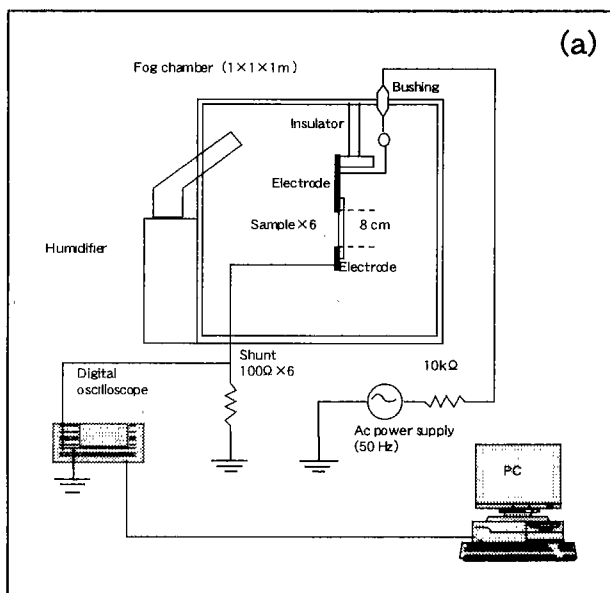 (a)
Fog chamber (1×1×1m)
Bushing
Insulator
Electrode
Sample×6
8 cm
Humidifier
Electrode
Shunt
100Ω×6
10kΩ
Digital
oscilloscope
Ac power supply
(50 Hz)
PC